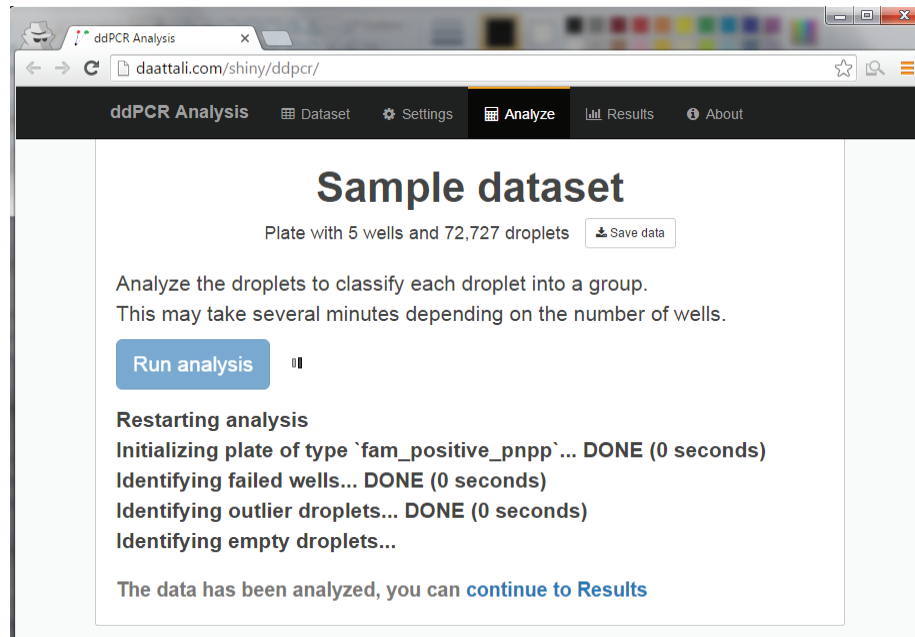 ddPCR Analysis
daattali.com/shiny/ddpcr/
ddPCR Analysis Dataset Settings Analyze Results About
Sample dataset
Plate with 5 wells and 72,727 droplets Save data
Analyze the droplets to classify each droplet into a group.
This may take several minutes depending on the number of wells.
Run analysis
Restarting analysis
Initializing plate of type `fam_positive_pnpp`... DONE (0 seconds)
Identifying failed wells... DONE (0 seconds)
Identifying outlier droplets... DONE (0 seconds)
Identifying empty droplets...
The data has been analyzed, you can continue to Results